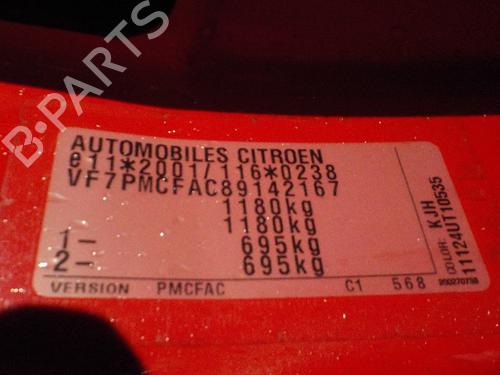 B-PARTS
AUTOMOBILES CITROEN
e11*2001/116*0238
VF7PMCFAC89142167
1180kg
1180kg
1- 695kg
2- 695kg
VERSION PMCFAC C1 568
COLOR: KJH
11124UT10535